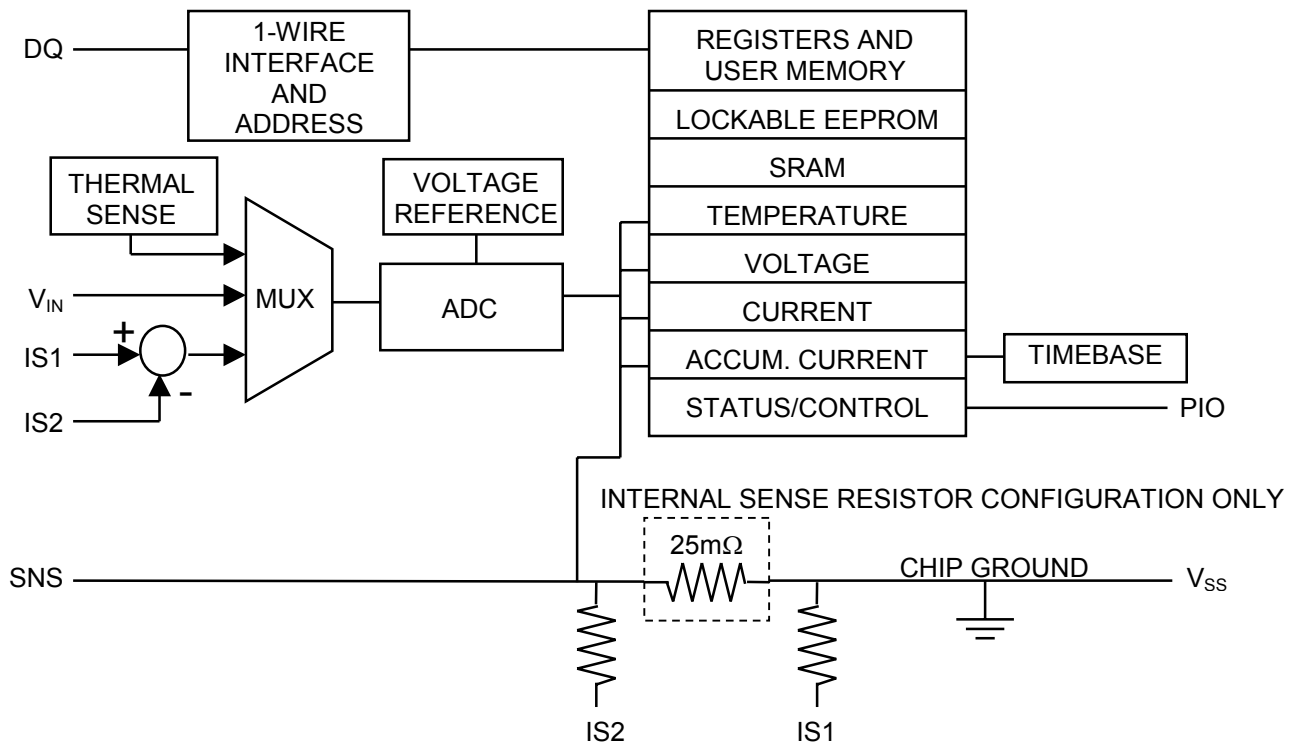 DQ
1-WIRE
INTERFACE
AND
ADDRESS
REGISTERS AND
USER MEMORY
LOCKABLE EEPROM
SRAM
TEMPERATURE
VOLTAGE
CURRENT
ACCUM. CURRENT
STATUS/CONTROL
THERMAL
SENSE
VOLTAGE
REFERENCE
V_IN
MUX
ADC
+
IS1
-
IS2
TIMEBASE
PIO
INTERNAL SENSE RESISTOR CONFIGURATION ONLY
25mΩ
SNS
CHIP GROUND
V_SS
IS2
IS1